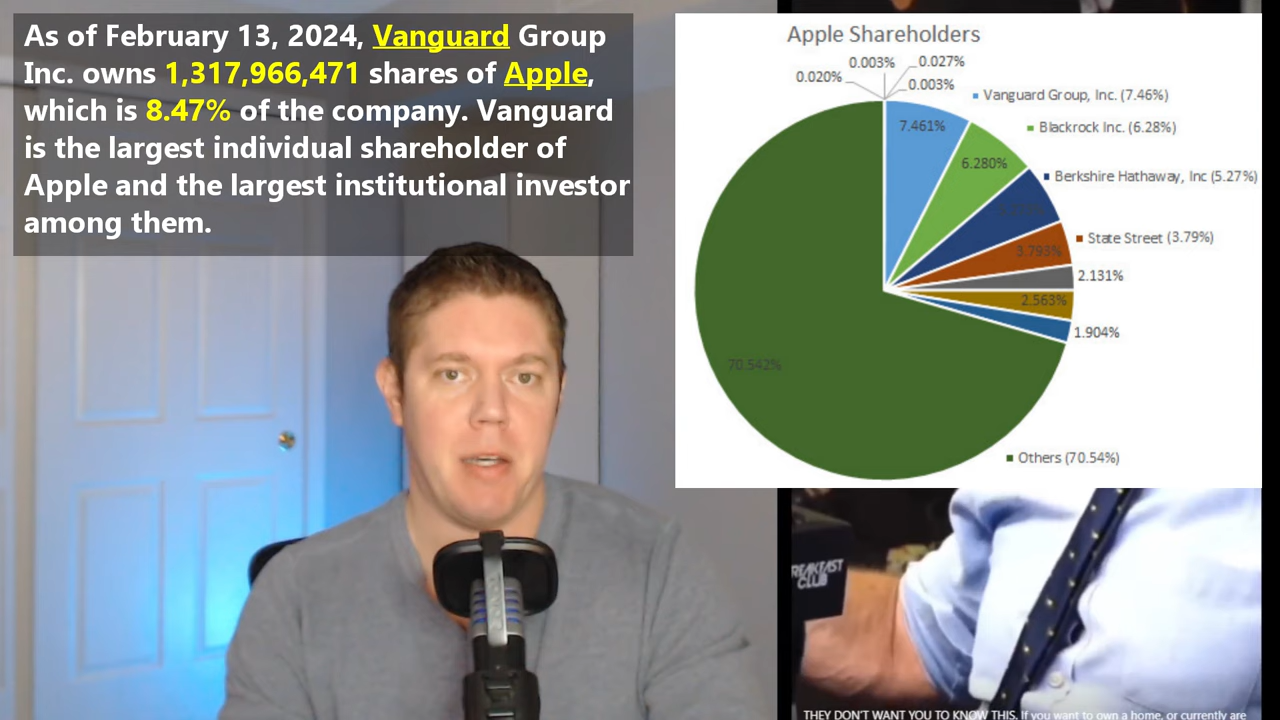 As of February 13, 2024, Vanguard Group
Inc. owns 1,317,966,471 shares of Apple,
which is 8.47% of the company. Vanguard
is the largest individual shareholder of
Apple and the largest institutional investor
among them.
Apple Shareholders
0.003%
0.027%
0.020%
0.003%
Vanguard Group, Inc. (7.46%)
7.461%
Blackrock Inc. (6.28%)
6.280%
Berkshire Hathaway, Inc (5.27%)
State Street (3.79%)
2.131%
2.563%
1.904%
70.542%
Others (70.54%)
CLUB
THEY DON'T WANT YOU TO KNOW THIS. If you want to own a home, or currently are